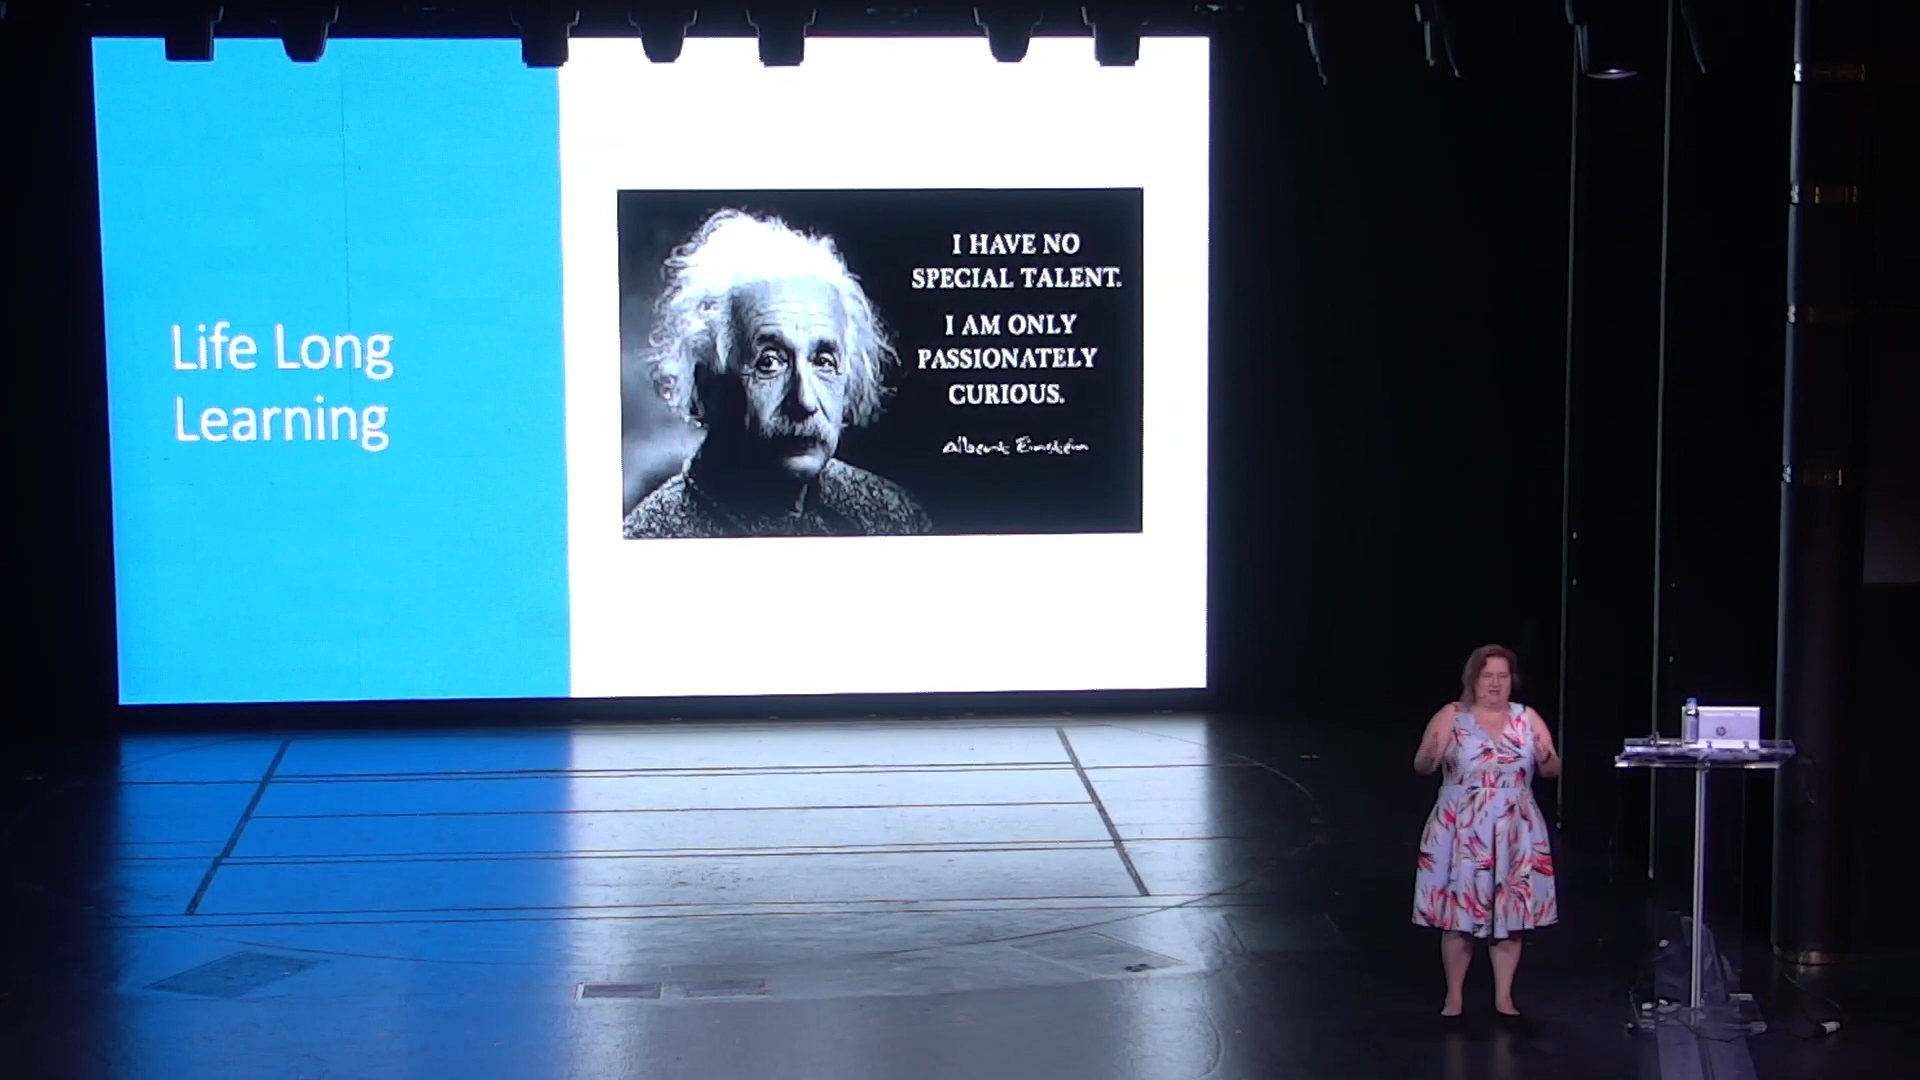 Life Long
Learning
I HAVE NO
SPECIAL TALENT.
I AM ONLY
PASSIONATELY
CURIOUS.
Albert Einstein